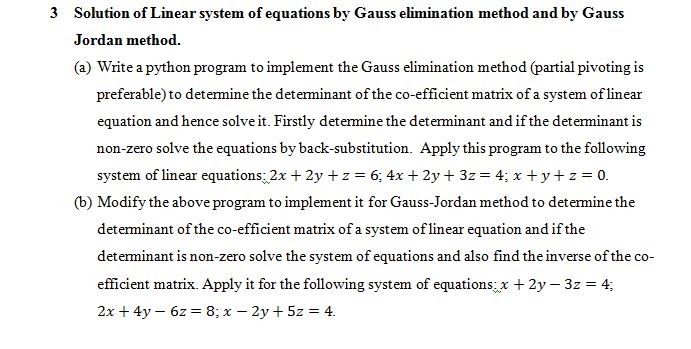 3 Solution of Linear system of equations by Gauss elimination method and by Gauss
Jordan method.
(a) Write a python program to implement the Gauss elimination method (partial pivoting is
preferable) to determine the determinant of the co-efficient matrix of a system of linear
equation and hence solve it. Firstly determine the determinant and if the determinant is
non-zero solve the equations by back-substitution. Apply this program to the following
system of linear equations: 2x + 2y + z = 6; 4x + 2y + 3z = 4; x + y + z = 0.
(b) Modify the above program to implement it for Gauss-Jordan method to determine the
determinant of the co-efficient matrix of a system of linear equation and if the
determinant is non-zero solve the system of equations and also find the inverse of the co-
efficient matrix. Apply it for the following system of equations: x + 2y − 3z = 4;
2x + 4y − 6z = 8; x − 2y + 5z = 4.